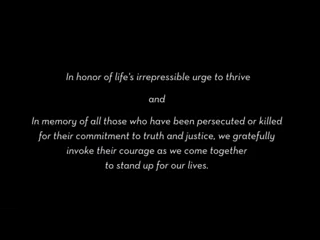 In honor of life's irrepressible urge to thrive
and
In memory of all those who have been persecuted or killed
for their commitment to truth and justice, we gratefully
invoke their courage as we come together
to stand up for our lives.